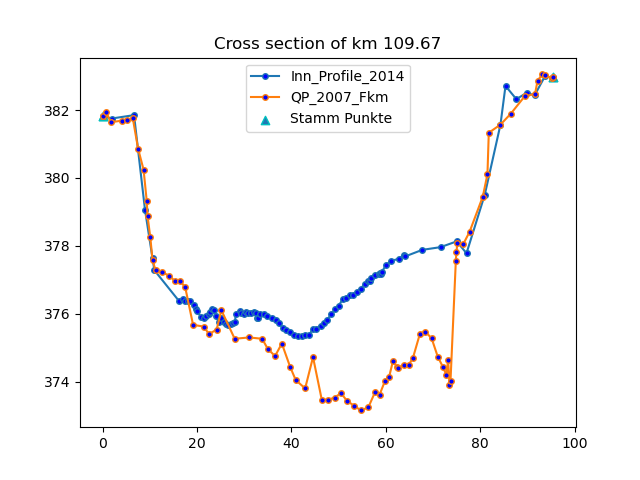 Cross section of km 109.67
Inn_Profile_2014
QP_2007_Fkm
Stamm Punkte
382
380
378
376
374
0 20 40 60 80 100